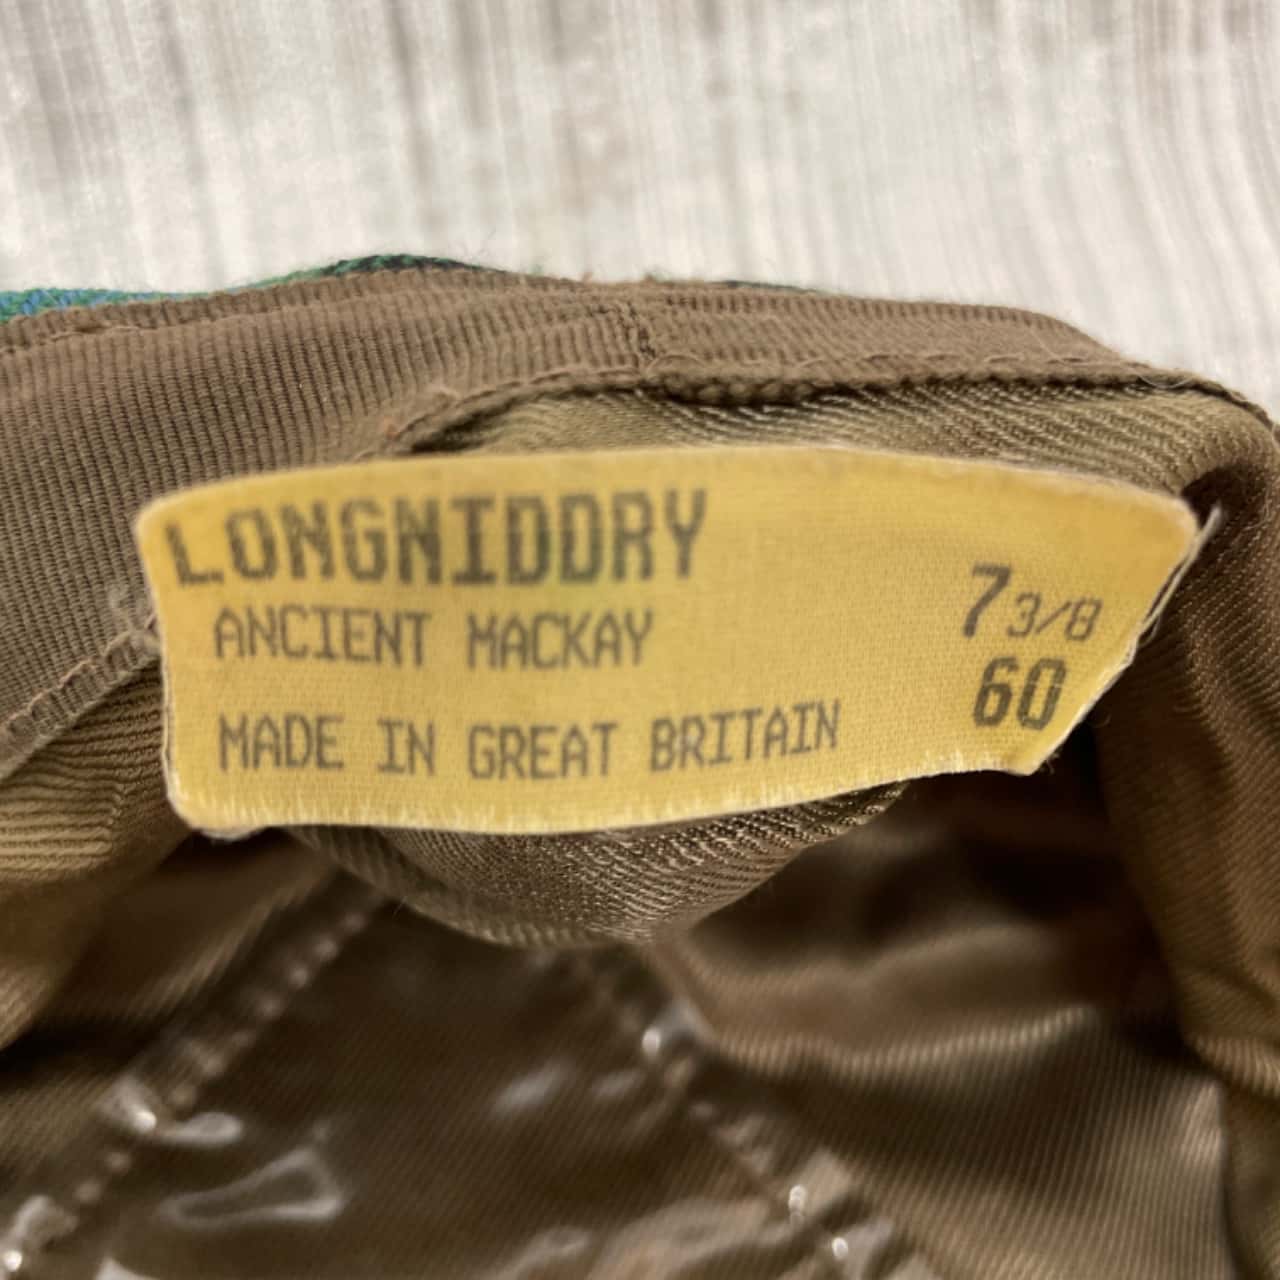 LONGNIDDRY
ANCIENT MACKAY
7 3/8
60
MADE IN GREAT BRITAIN